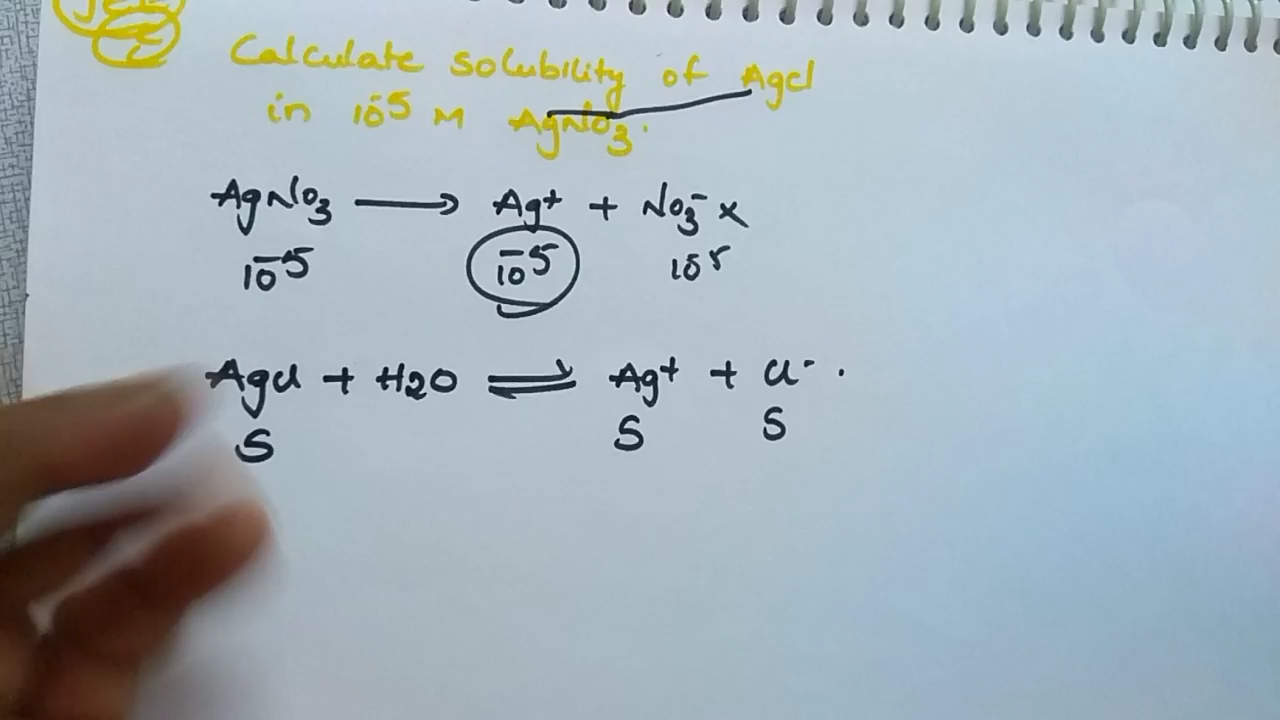 2
Calculate solubility of AgCl
in 10⁻⁵ M AgNO₃.
AgNO₃ ⟶ Ag⁺ + NO₃⁻ x
10⁻⁵ 10⁻⁵ 10⁻⁵
AgCl + H₂O ⇌ Ag⁺ + Cl⁻ .
S S S